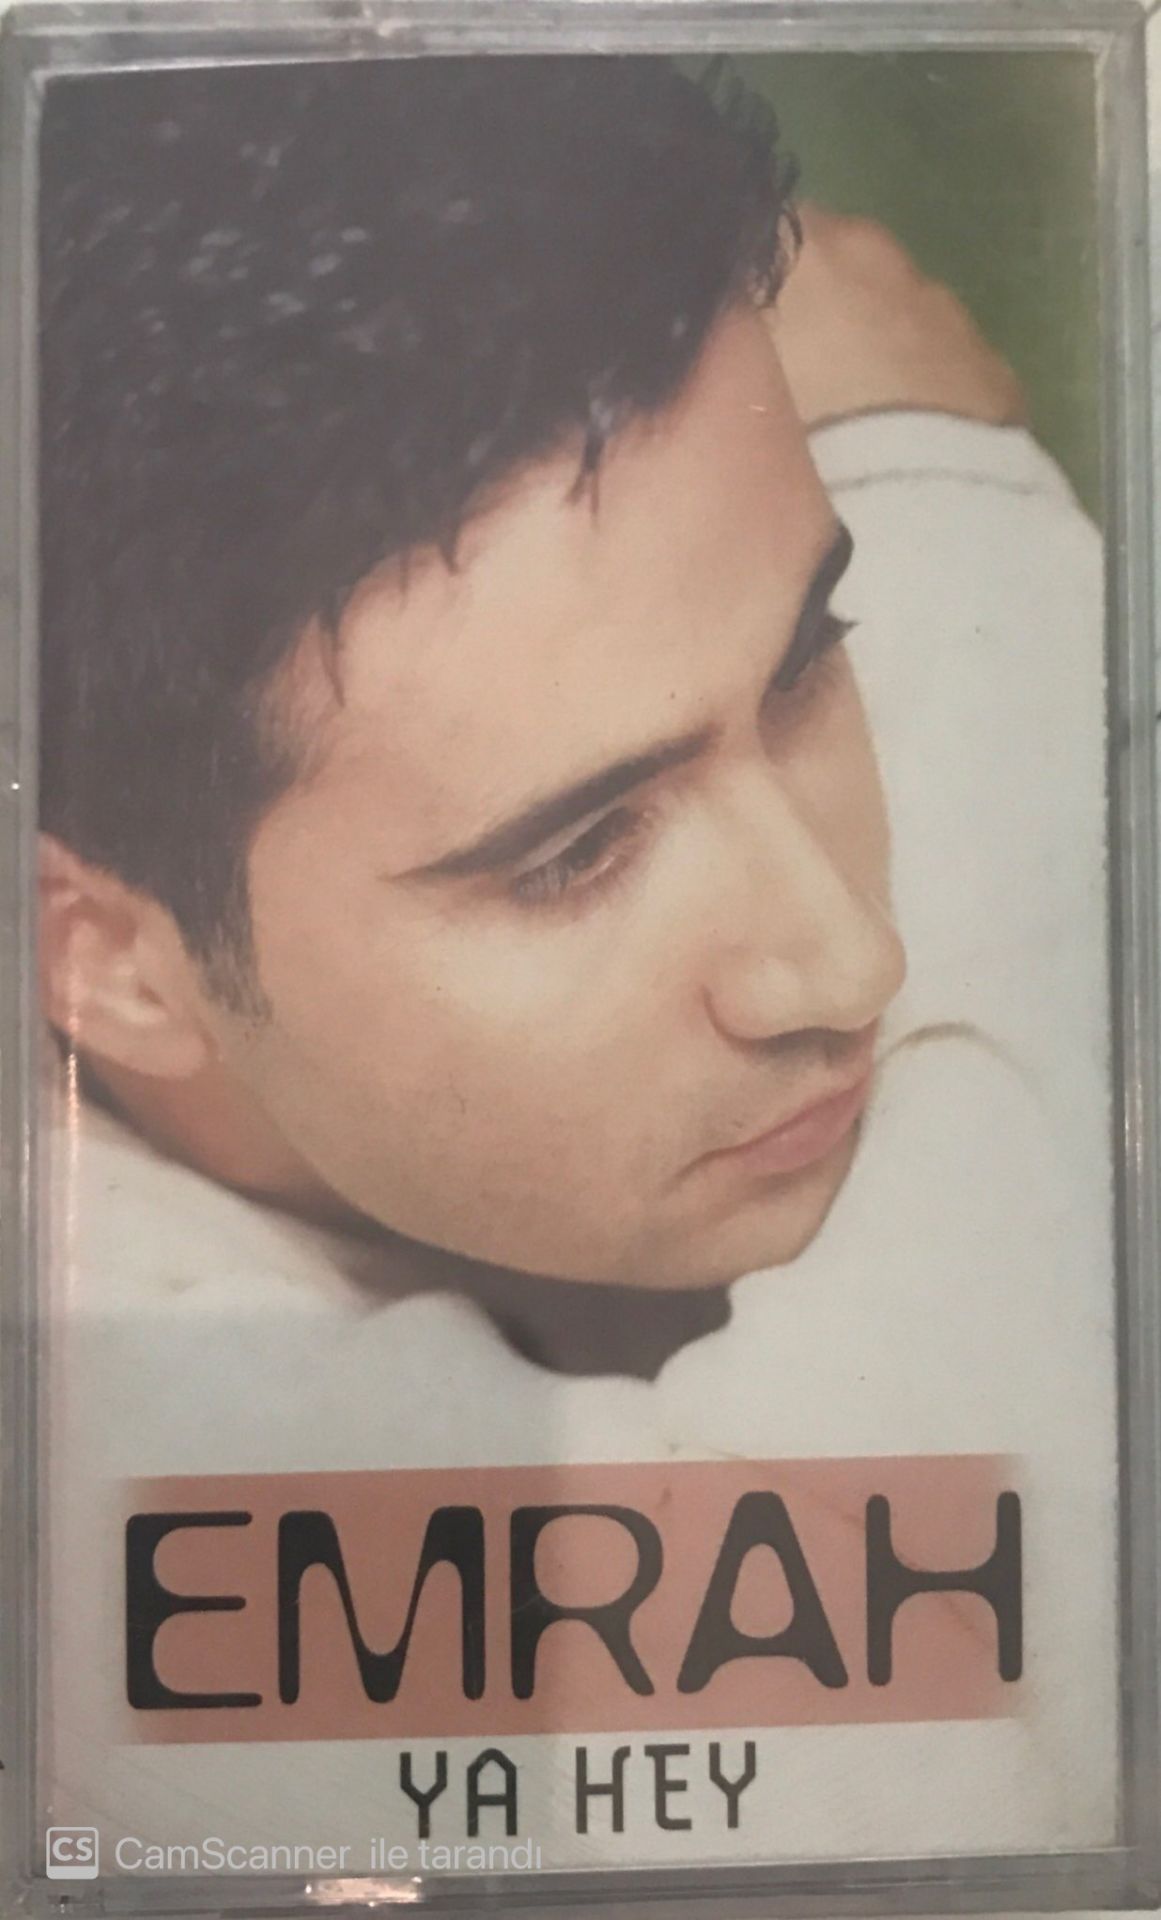 EMRAH
YA HEY
CS CamScanner ile tarandı